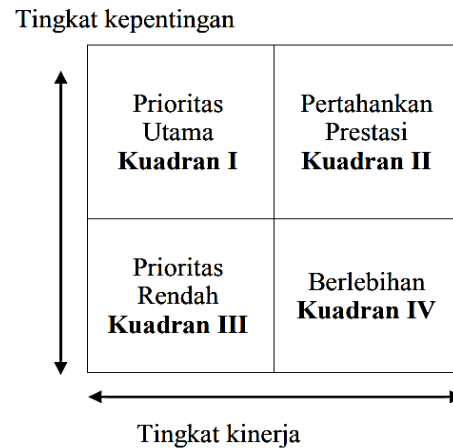 Tingkat kepentingan
Prioritas
Utama
Kuadran I
Pertahankan
Prestasi
Kuadran II
Prioritas
Rendah
Kuadran III
Berlebihan
Kuadran IV
Tingkat kinerja